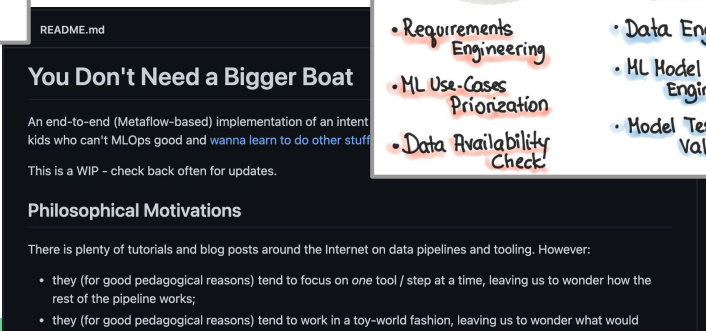 README.md
You Don't Need a Bigger Boat
An end-to-end (Metaflow-based) implementation of an intent
kids who can't MLOps good and wanna learn to do other stuff
This is a WIP - check back often for updates.
Philosophical Motivations
There is plenty of tutorials and blog posts around the Internet on data pipelines and tooling. However:
• they (for good pedagogical reasons) tend to focus on one tool / step at a time, leaving us to wonder how the
rest of the pipeline works;
• they (for good pedagogical reasons) tend to work in a toy-world fashion, leaving us to wonder what would
• Requirements
Engineering
• ML Use-Cases
Priorization
• Data Availability
Check
• Data Eng
• ML Model
Engin
• Model Tes
Val